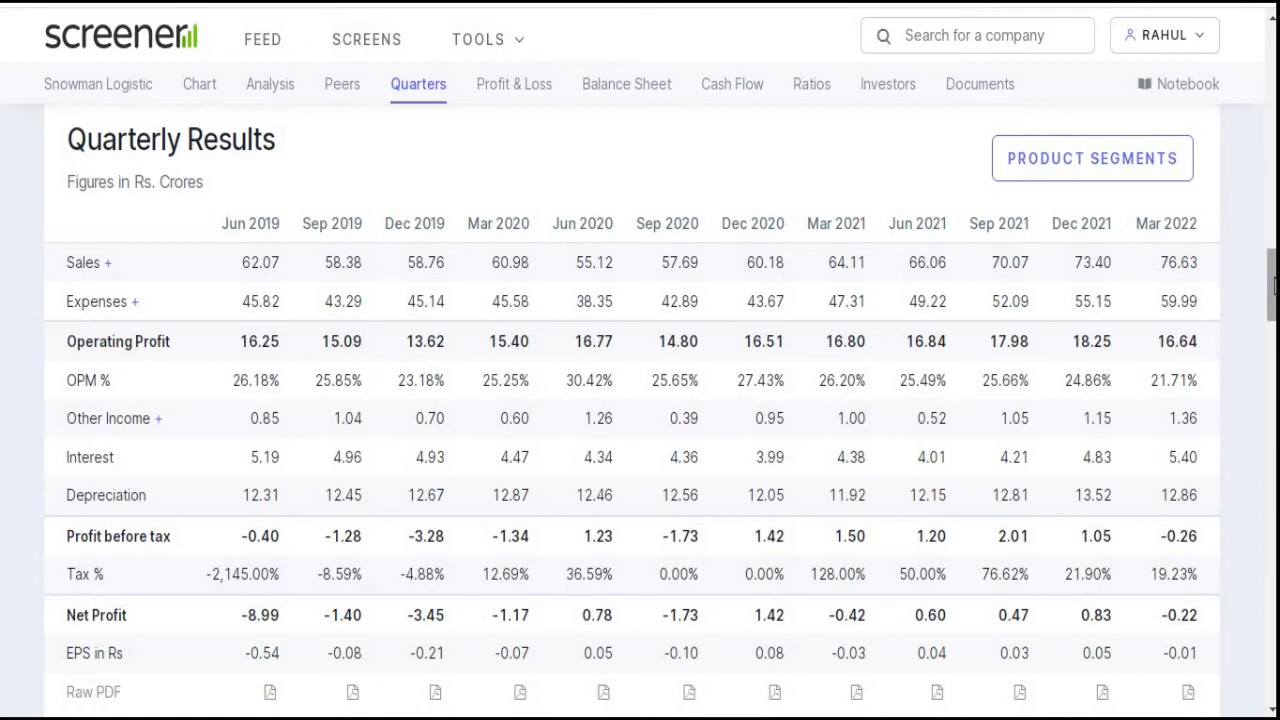 screener FEED SCREENS TOOLS Search for a company RAHUL
Snowman Logistic Chart Analysis Peers Quarters Profit & Loss Balance Sheet Cash Flow Ratios Investors Documents Notebook
Quarterly Results
PRODUCT SEGMENTS
Figures in Rs. Crores
Jun 2019 Sep 2019 Dec 2019 Mar 2020 Jun 2020 Sep 2020 Dec 2020 Mar 2021 Jun 2021 Sep 2021 Dec 2021 Mar 2022
Sales + 62.07 58.38 58.76 60.98 55.12 57.69 60.18 64.11 66.06 70.07 73.40 76.63
Expenses + 45.82 43.29 45.14 45.58 38.35 42.89 43.67 47.31 49.22 52.09 55.15 59.99
Operating Profit 16.25 15.09 13.62 15.40 16.77 14.80 16.51 16.80 16.84 17.98 18.25 16.64
OPM % 26.18% 25.85% 23.18% 25.25% 30.42% 25.65% 27.43% 26.20% 25.49% 25.66% 24.86% 21.71%
Other Income + 0.85 1.04 0.70 0.60 1.26 0.39 0.95 1.00 0.52 1.05 1.15 1.36
Interest 5.19 4.96 4.93 4.47 4.34 4.36 3.99 4.38 4.01 4.21 4.83 5.40
Depreciation 12.31 12.45 12.67 12.87 12.46 12.56 12.05 11.92 12.15 12.81 13.52 12.86
Profit before tax -0.40 -1.28 -3.28 -1.34 1.23 -1.73 1.42 1.50 1.20 2.01 1.05 -0.26
Tax % -2,145.00% -8.59% -4.88% 12.69% 36.59% 0.00% 0.00% 128.00% 50.00% 76.62% 21.90% 19.23%
Net Profit -8.99 -1.40 -3.45 -1.17 0.78 -1.73 1.42 -0.42 0.60 0.47 0.83 -0.22
EPS in Rs -0.54 -0.08 -0.21 -0.07 0.05 -0.10 0.08 -0.03 0.04 0.03 0.05 -0.01
Raw PDF